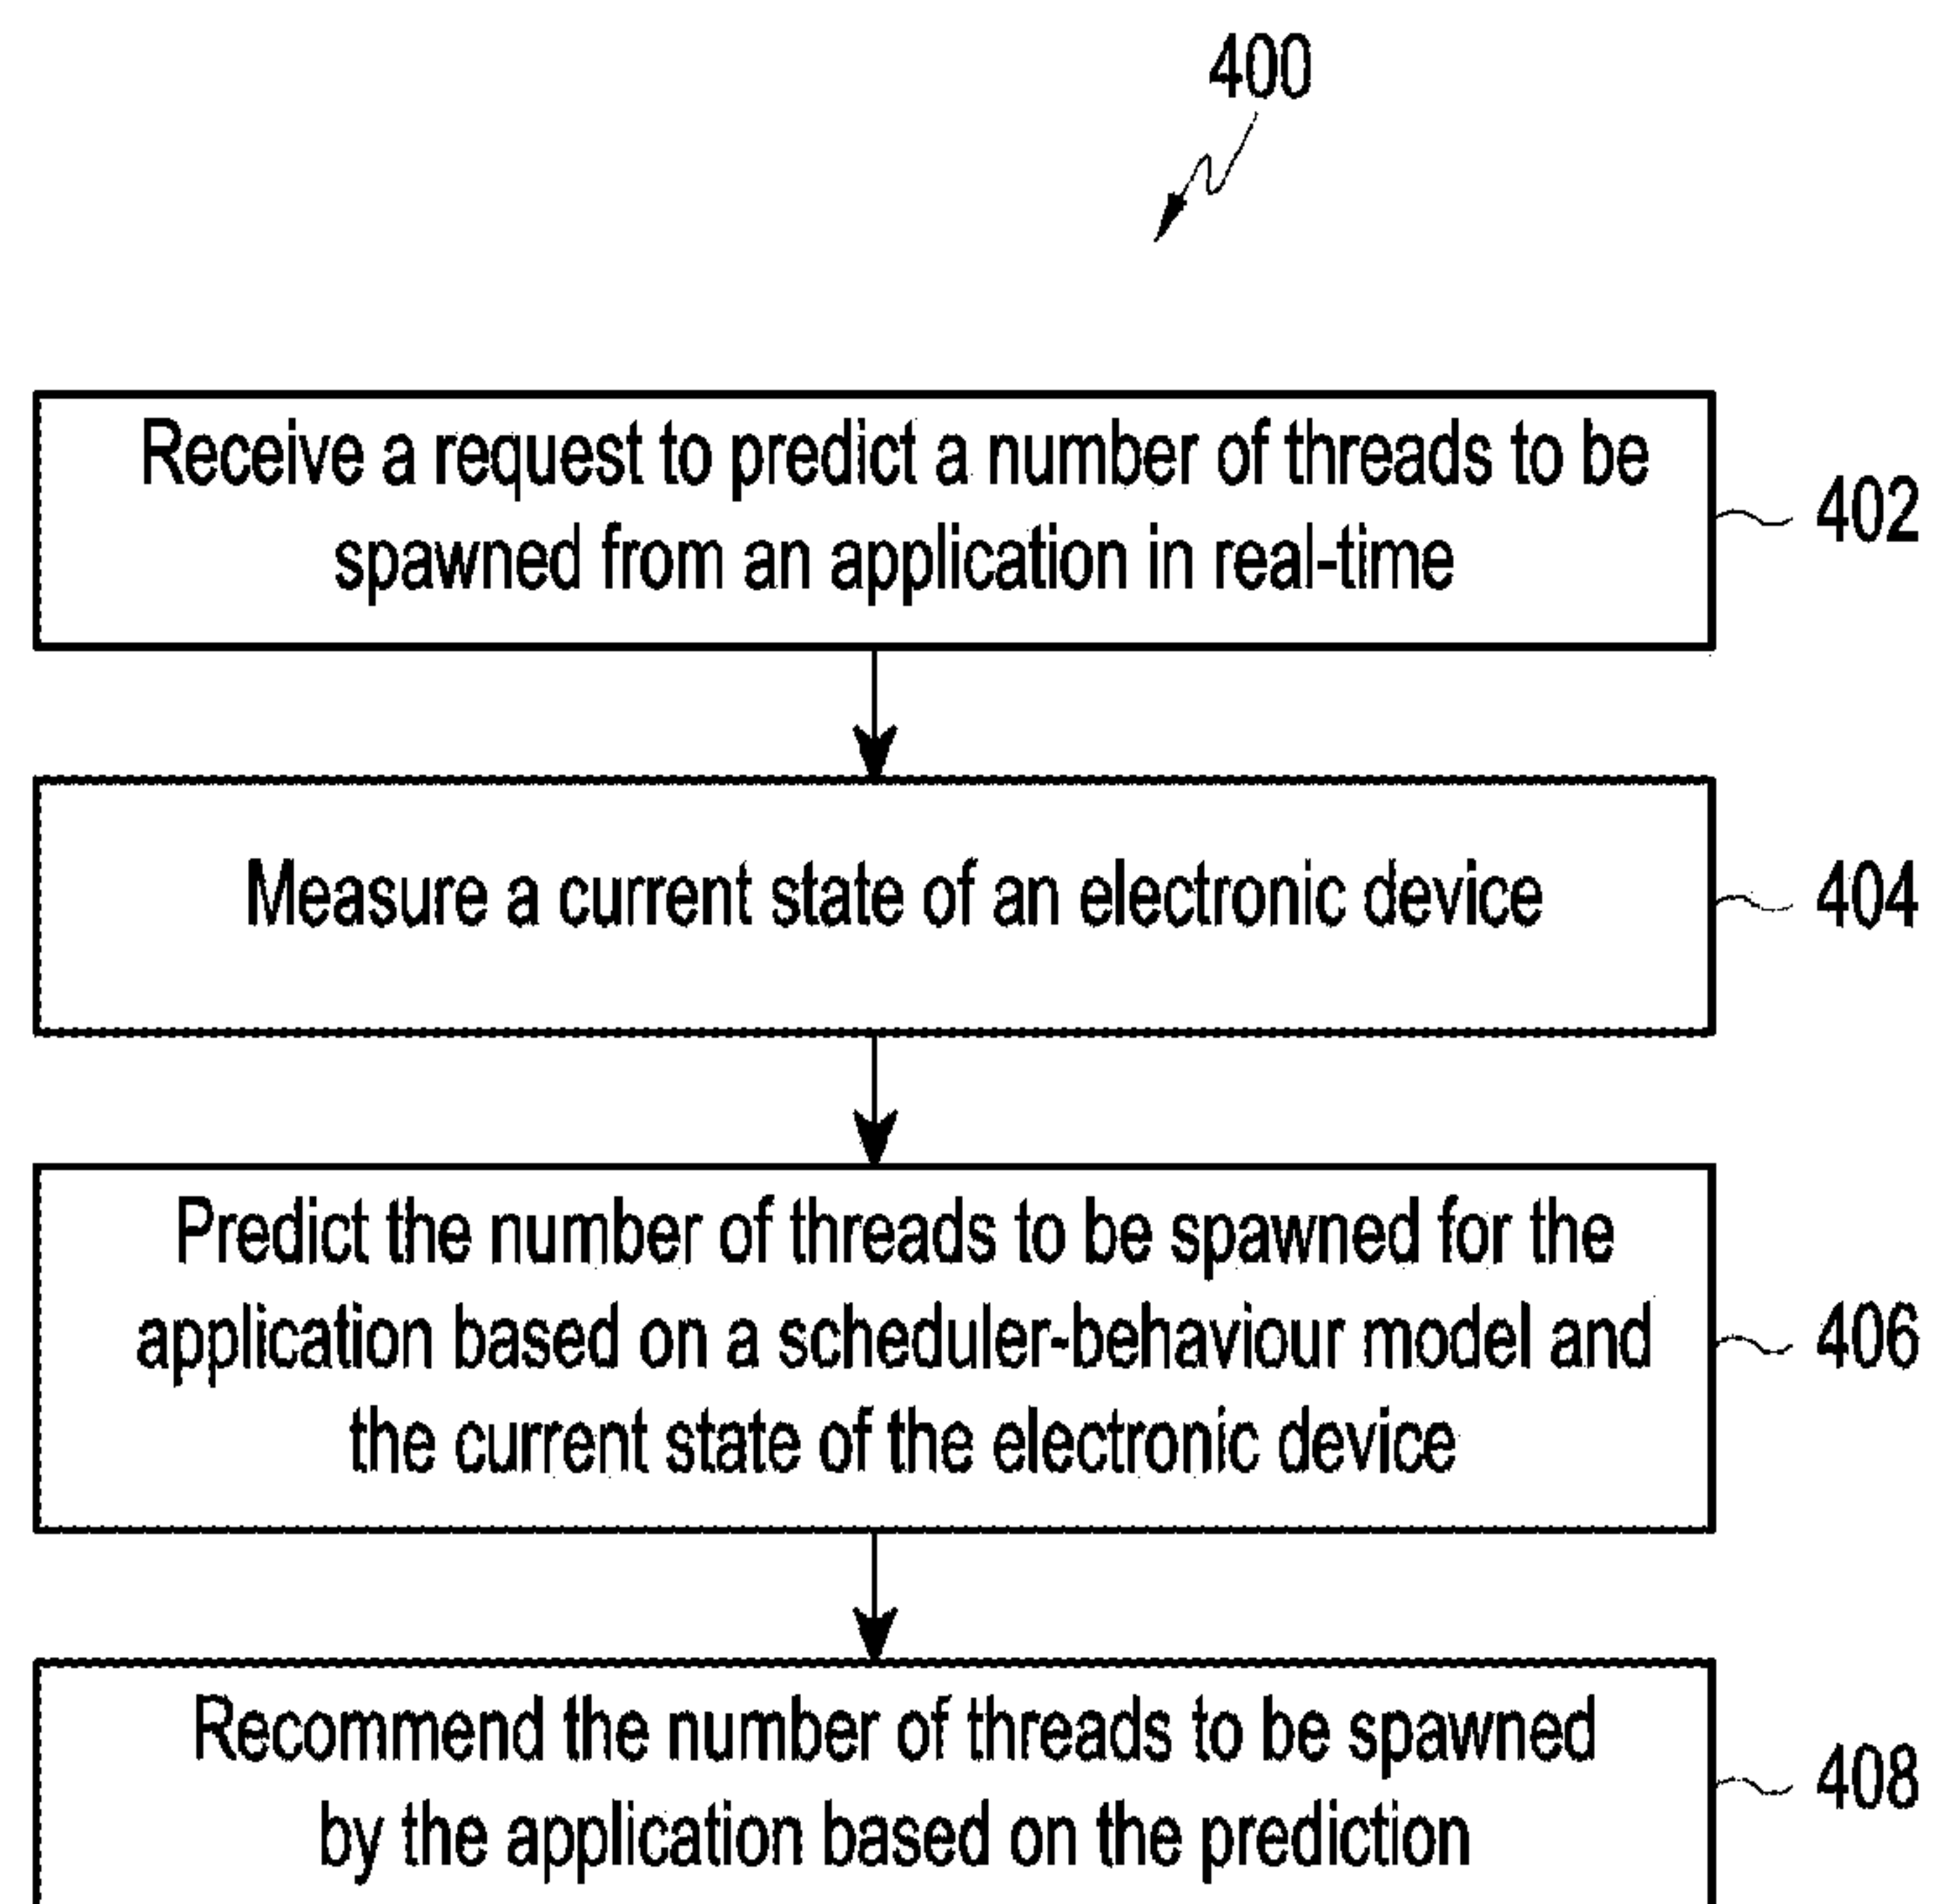 400
Receive a request to predict a number of threads to be
spawned from an application in real-time
402
Measure a current state of an electronic device
404
Predict the number of threads to be spawned for the
application based on a scheduler-behaviour model and
the current state of the electronic device
406
Recommend the number of threads to be spawned
by the application based on the prediction
408